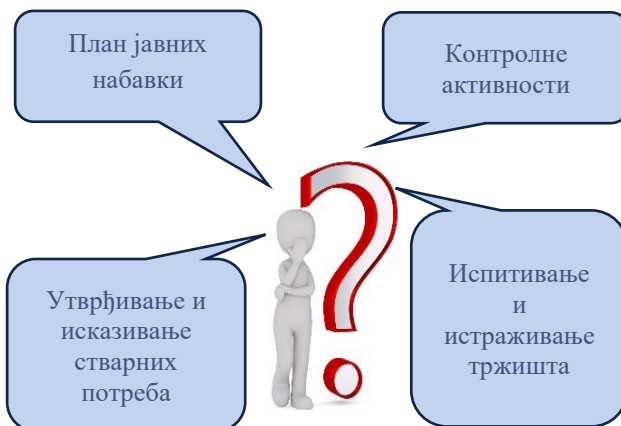 План јавних
набавки
Контролне
активности
Утврђивање и
исказивање
стварних
потреба
Испитивање
и
истраживање
тржишта